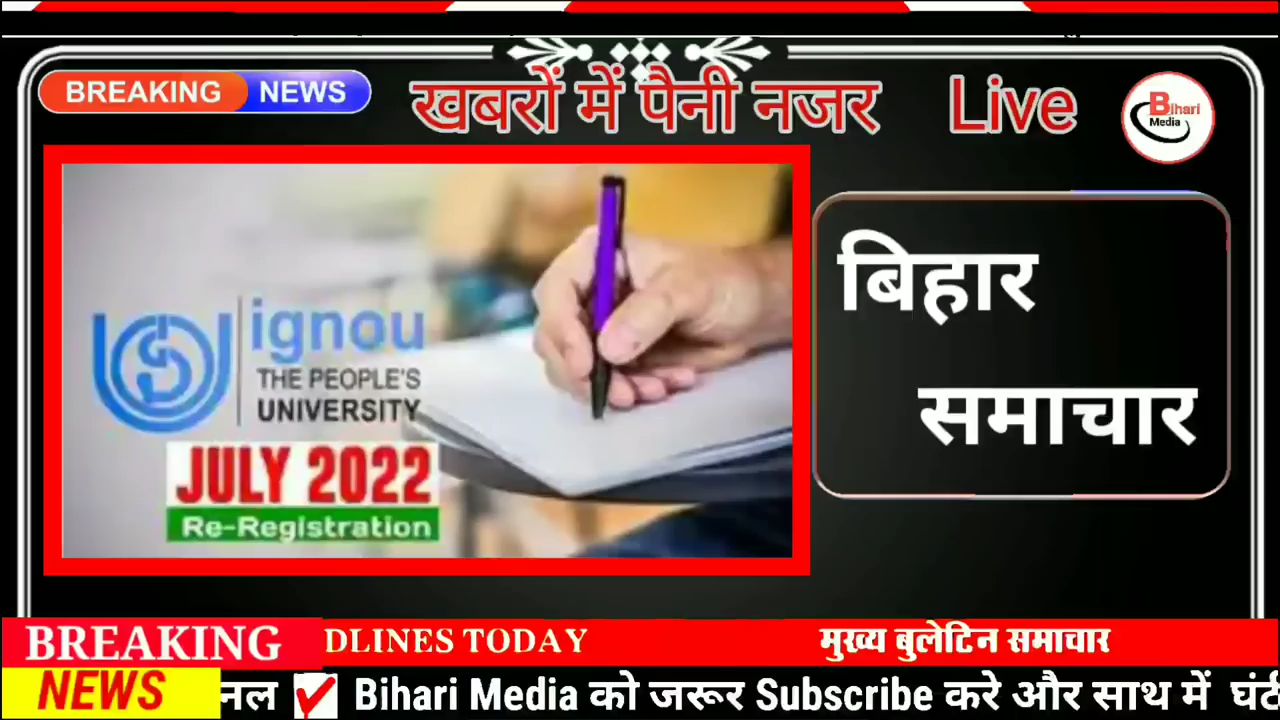 BREAKING NEWS
खबरों में पैनी नजर
Live
Bihari
Media
ignou
THE PEOPLE'S
UNIVERSITY
JULY 2022
Re-Registration
बिहार
समाचार
BREAKING
NEWS
DLINES TODAY मुख्य बुलेटिन समाचार
नल Bihari Media को जरूर Subscribe करे और साथ में